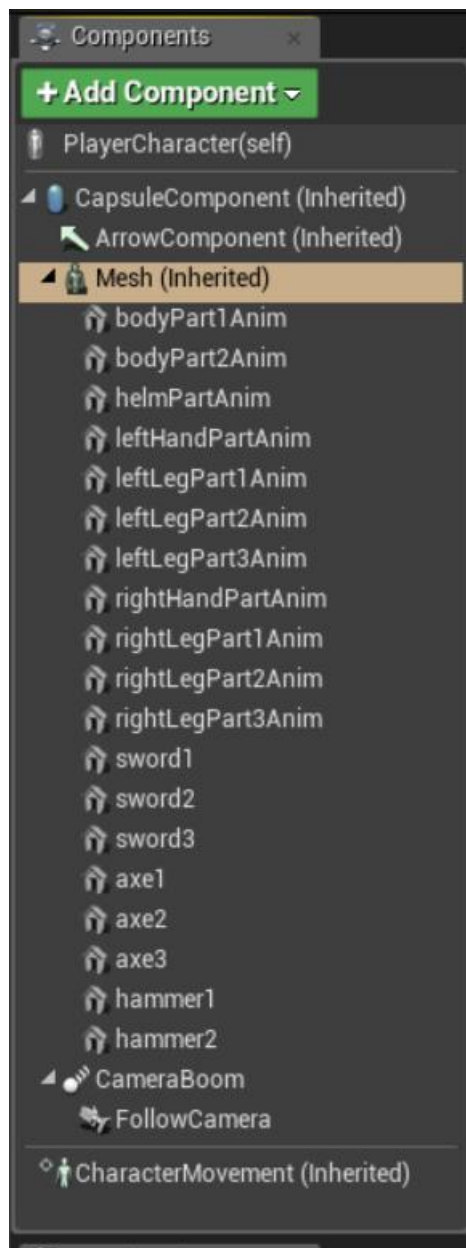 Components
+ Add Component
PlayerCharacter(self)
CapsuleComponent (Inherited)
ArrowComponent (Inherited)
Mesh (Inherited)
bodyPart1Anim
bodyPart2Anim
helmPartAnim
leftHandPartAnim
leftLegPart1Anim
leftLegPart2Anim
leftLegPart3Anim
rightHandPartAnim
rightLegPart1Anim
rightLegPart2Anim
rightLegPart3Anim
sword1
sword2
sword3
axe1
axe2
axe3
hammer1
hammer2
CameraBoom
FollowCamera
CharacterMovement (Inherited)